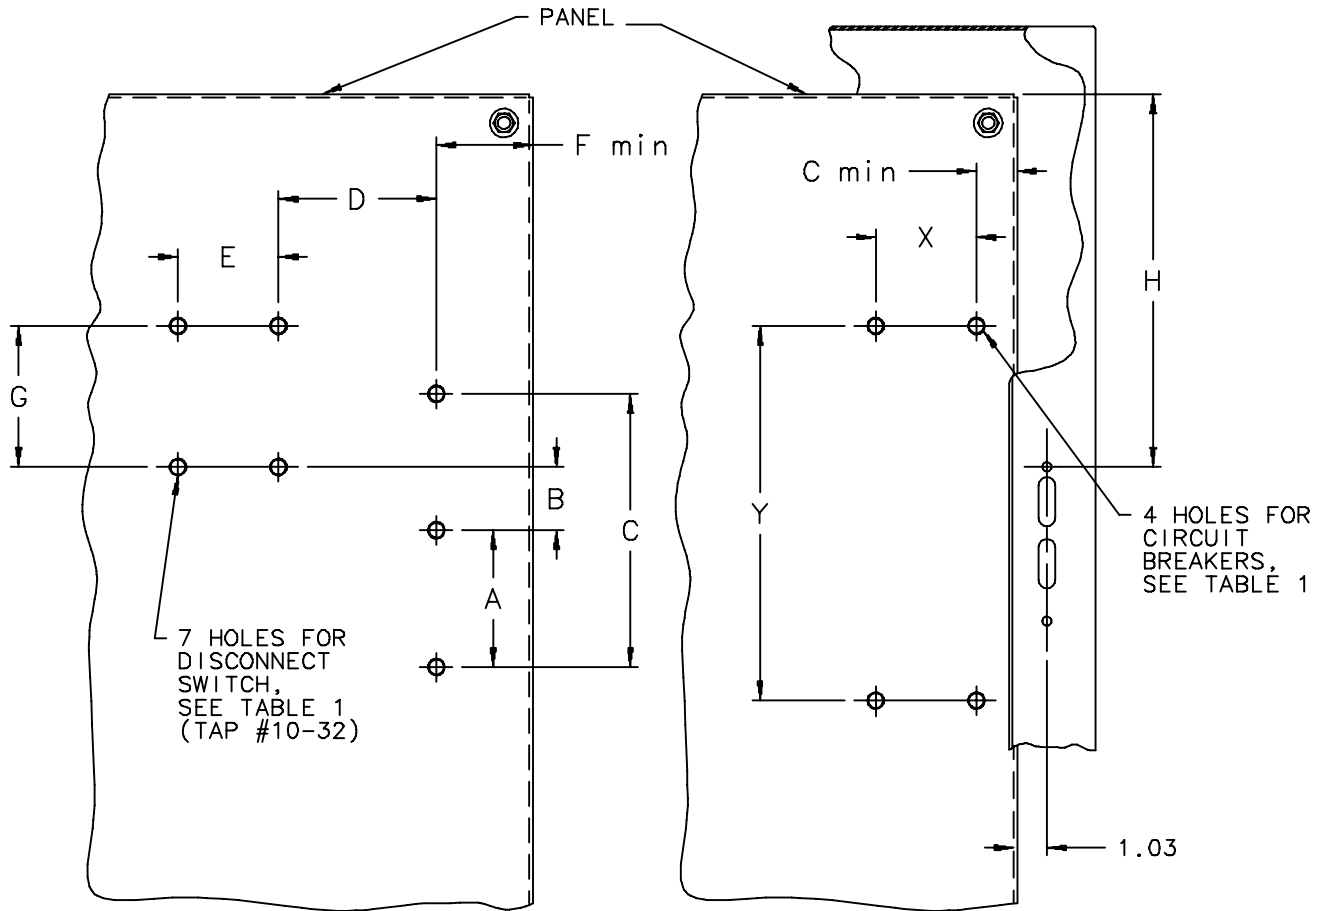 PANEL
F min
C min
D
X
E
H
G
B
C
Y
A
4 HOLES FOR
CIRCUIT
BREAKERS,
SEE TABLE 1
7 HOLES FOR
DISCONNECT
SWITCH,
SEE TABLE 1
(TAP #10-32)
1.03